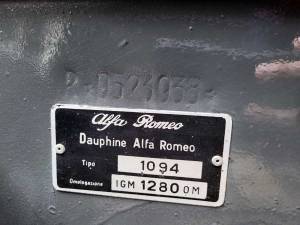 Alfa Romeo
Dauphine Alfa Romeo
Tipo 1094
Omologazione IGM 1280 OM